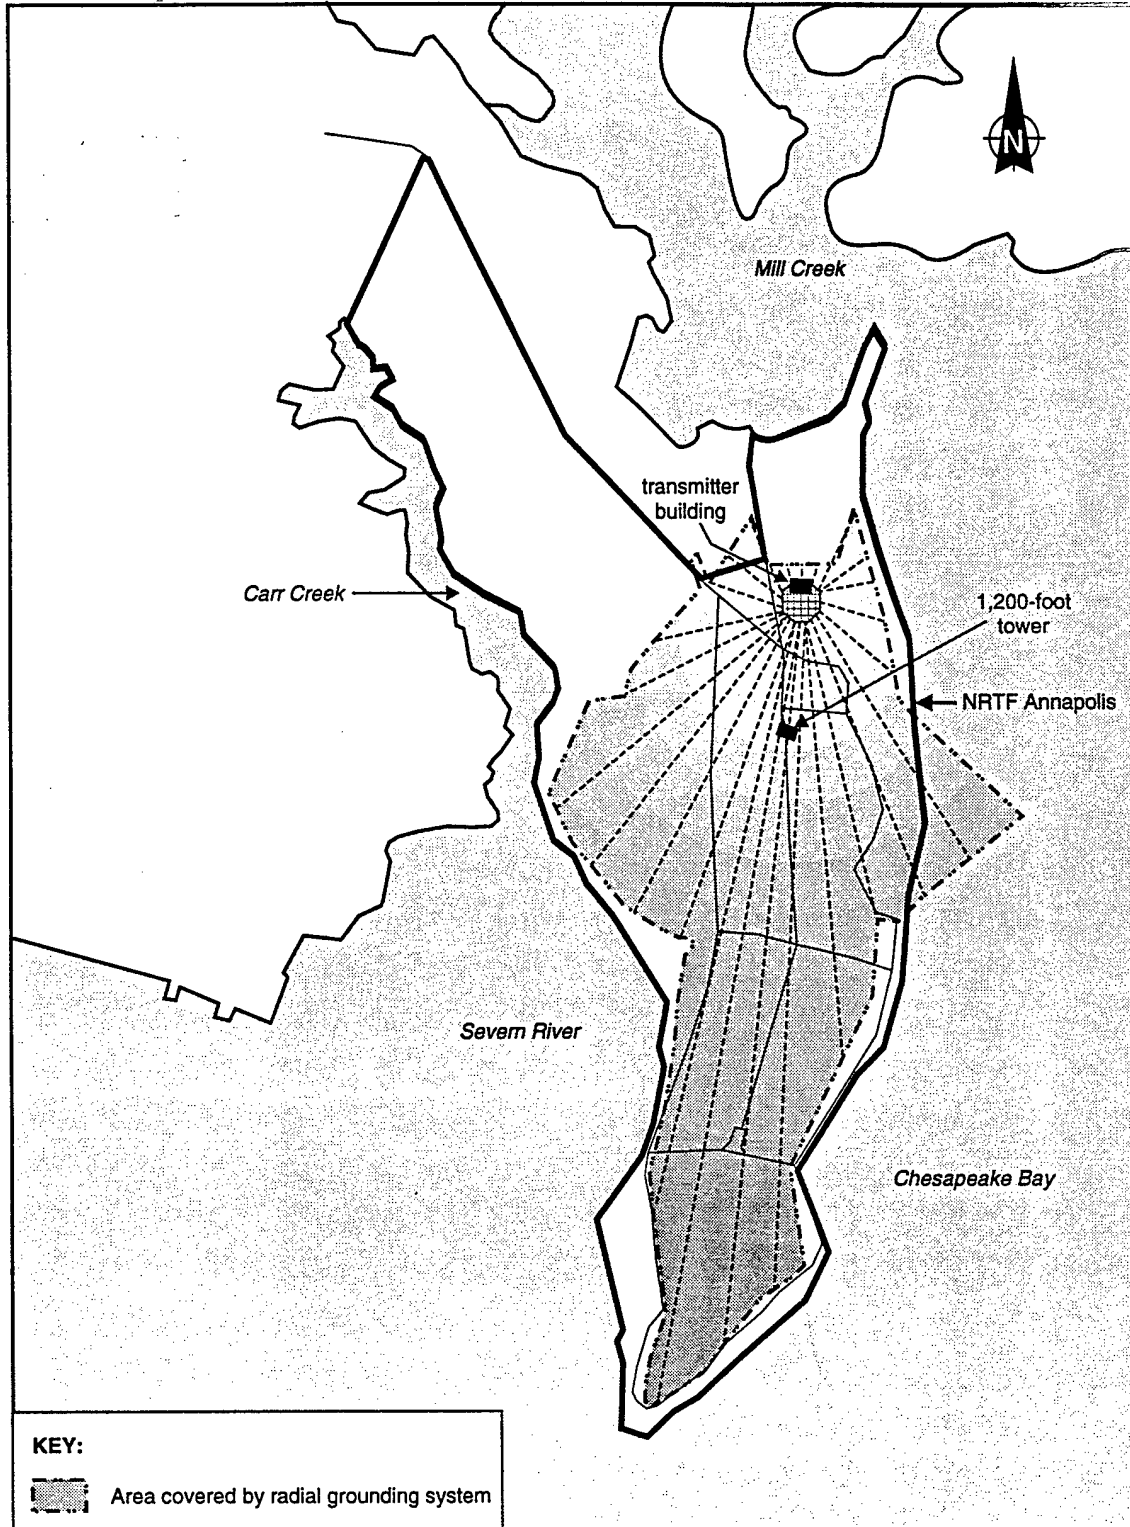 N
Mill Creek
transmitter
building
Carr Creek
1,200-foot
tower
NRTF Annapolis
Severn River
Chesapeake Bay
KEY:
Area covered by radial grounding system